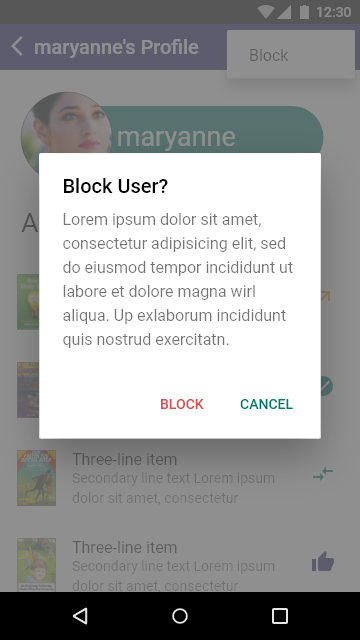 12:30
maryanne's Profile
Block
maryanne
A
Block User?
Lorem ipsum dolor sit amet,
consectetur adipisicing elit, sed
do eiusmod tempor incididunt ut
labore et dolore magna wirl
aliqua. Up exlaborum incididunt
quis nostrud exercitatn.
BLOCK
CANCEL
Three-line item
Secondary line text Lorem ipsum
dolor sit amet, consectetur
Three-line item
Secondary line text Lorem ipsum
dolor sit amet, consectetur